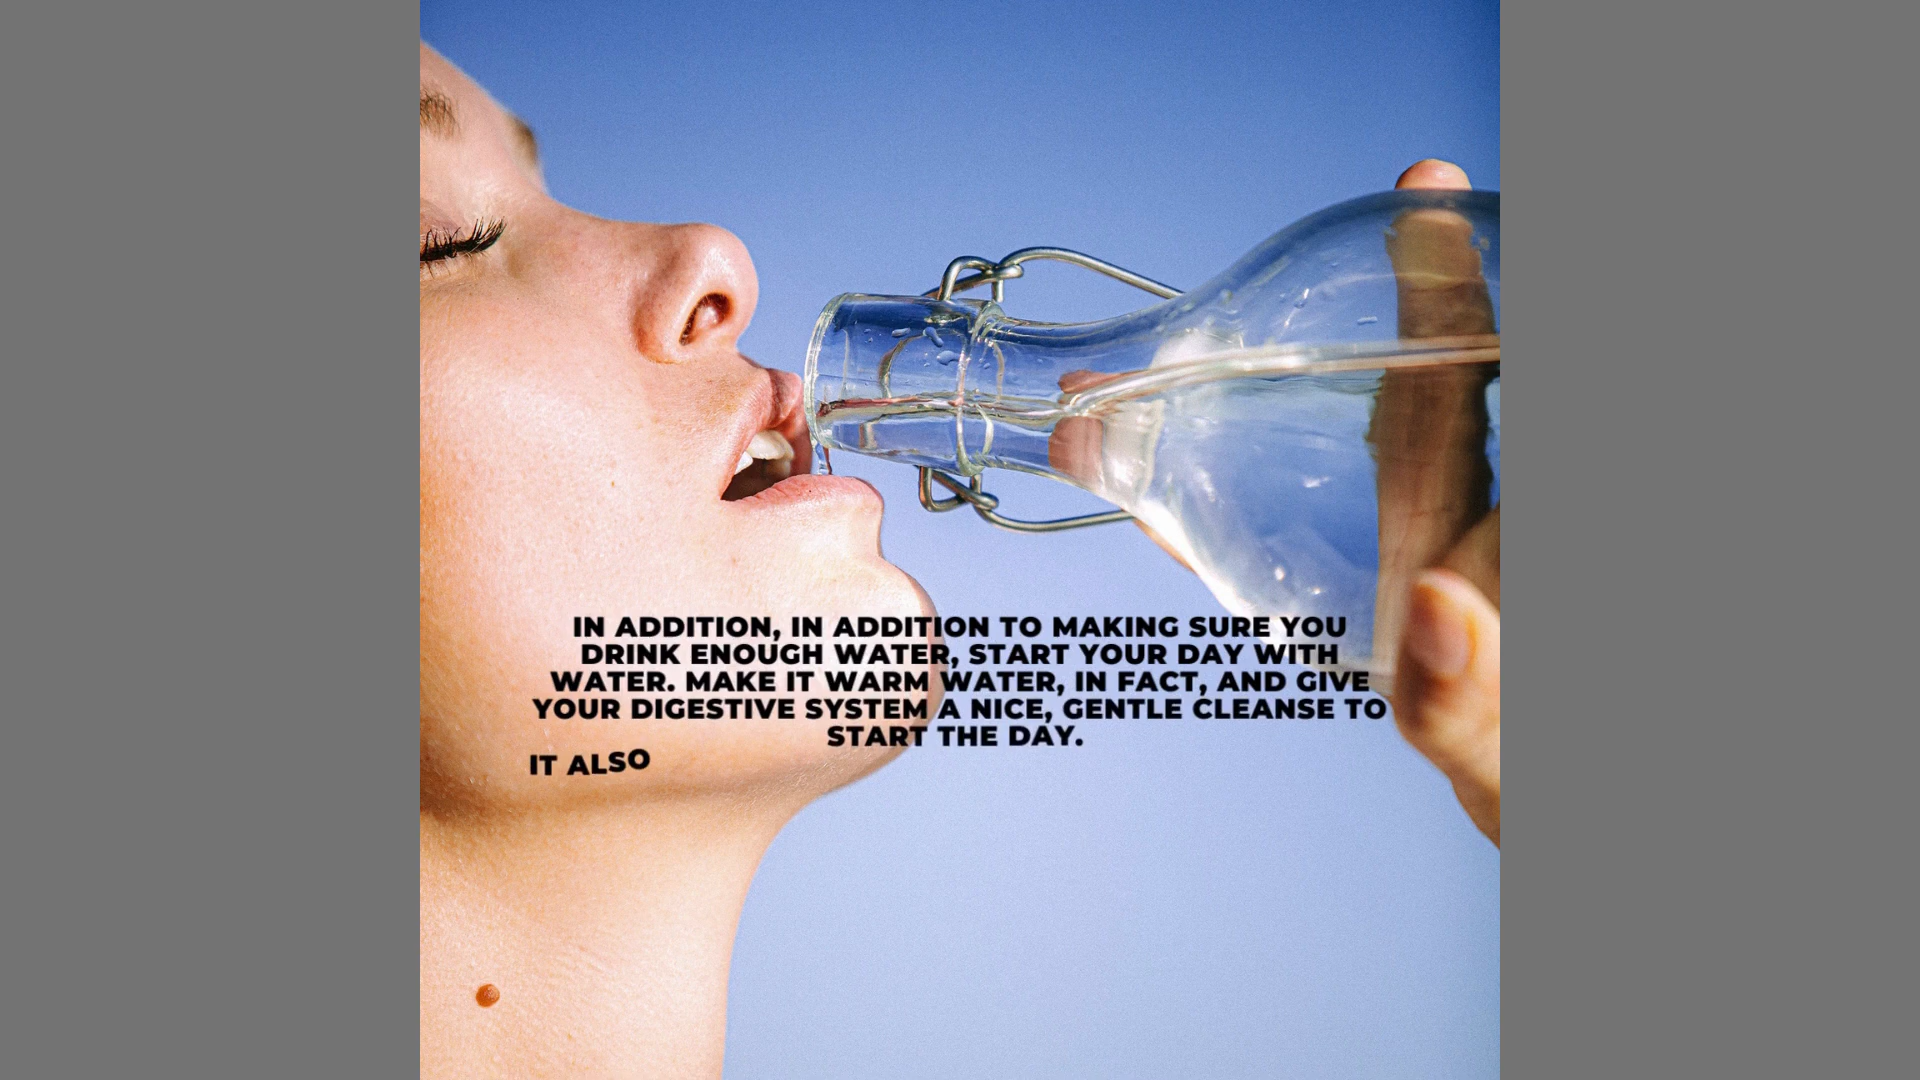 IN ADDITION, IN ADDITION TO MAKING SURE YOU
DRINK ENOUGH WATER, START YOUR DAY WITH
WATER. MAKE IT WARM WATER, IN FACT, AND GIVE
YOUR DIGESTIVE SYSTEM A NICE, GENTLE CLEANSE TO
START THE DAY.
IT ALSO